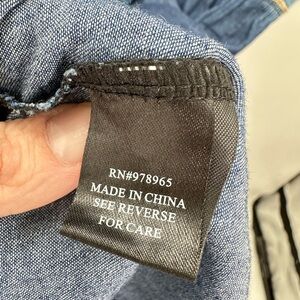 RN#978965
MADE IN CHINA
SEE REVERSE
FOR CARE